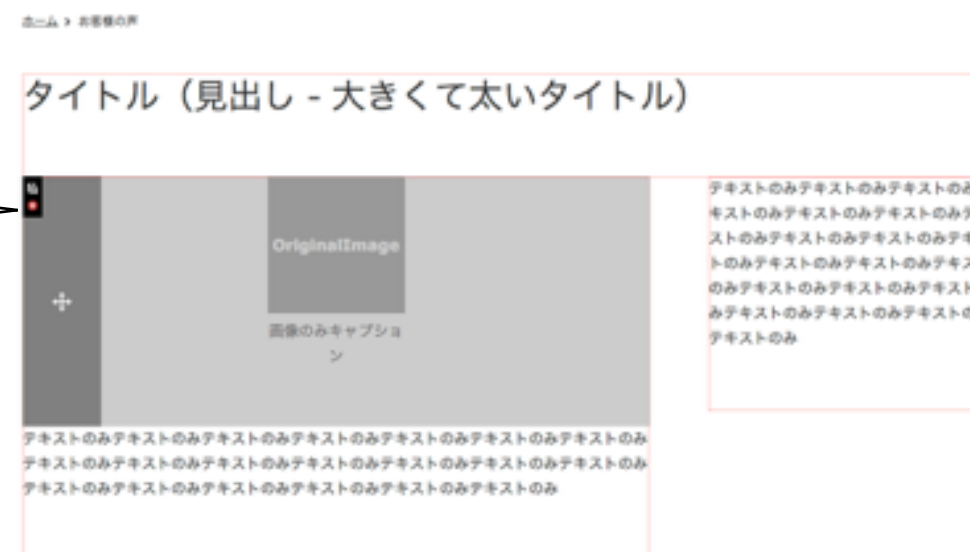 ホーム › お客様の声
タイトル（見出し - 大きくて太いタイトル）
OriginalImage
画像のみキャプショ
ン
テキストのみテキストのみテキストのみテキストのみテキストのみテキストのみテキストのみ
テキストのみテキストのみテキストのみテキストのみテキストのみテキストのみテキストのみ
テキストのみテキストのみテキストのみテキストのみテキストのみテキストのみ
テキストのみテキストのみテキストのみ
キストのみテキストのみテキストのみテ
ストのみテキストのみテキストのみテキ
トのみテキストのみテキストのみテキス
のみテキストのみテキストのみテキスト
みテキストのみテキストのみテキストの
テキストのみ